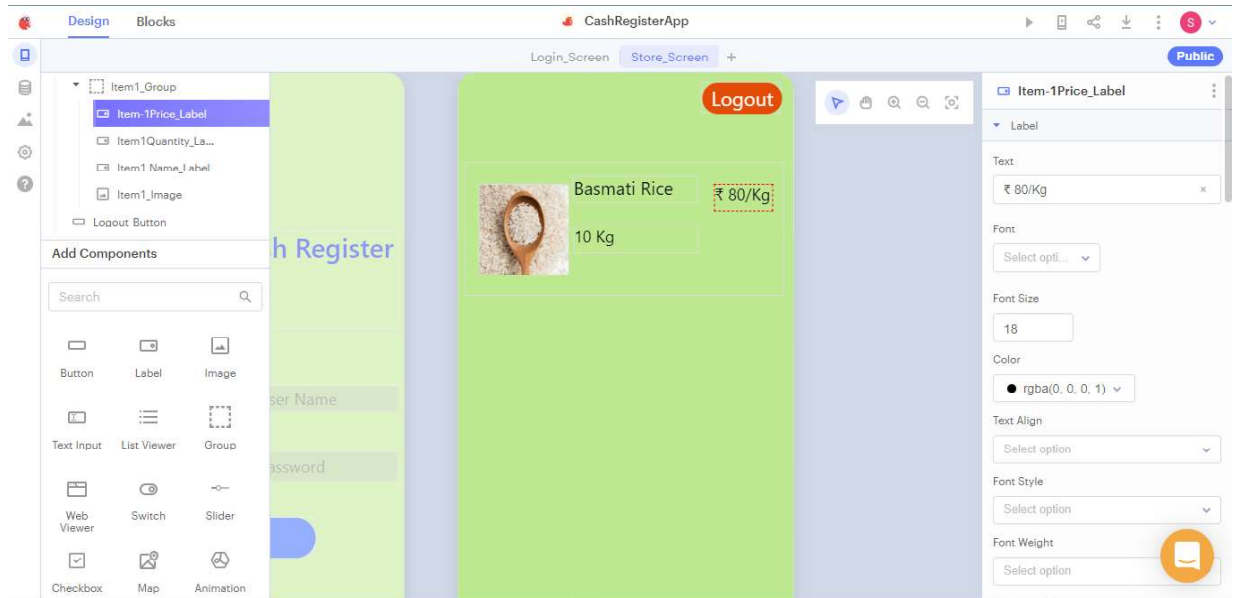 Design Blocks CashRegisterApp S
Login_Screen Store_Screen + Public
Item1_Group
Item-1Price_Label
Item1Quantity_La...
Item1 Name_Label
Item1_Image
Logout Button
Add Components
Search
Button Label Image
Text Input List Viewer Group
Web Viewer Switch Slider
Checkbox Map Animation
h Register
ser Name
assword
Logout
Basmati Rice ₹ 80/Kg
10 Kg
Item-1Price_Label
Label
Text
₹ 80/Kg ×
Font
Select opti...
Font Size
18
Color
rgba(0, 0, 0, 1)
Text Align
Select option
Font Style
Select option
Font Weight
Select option